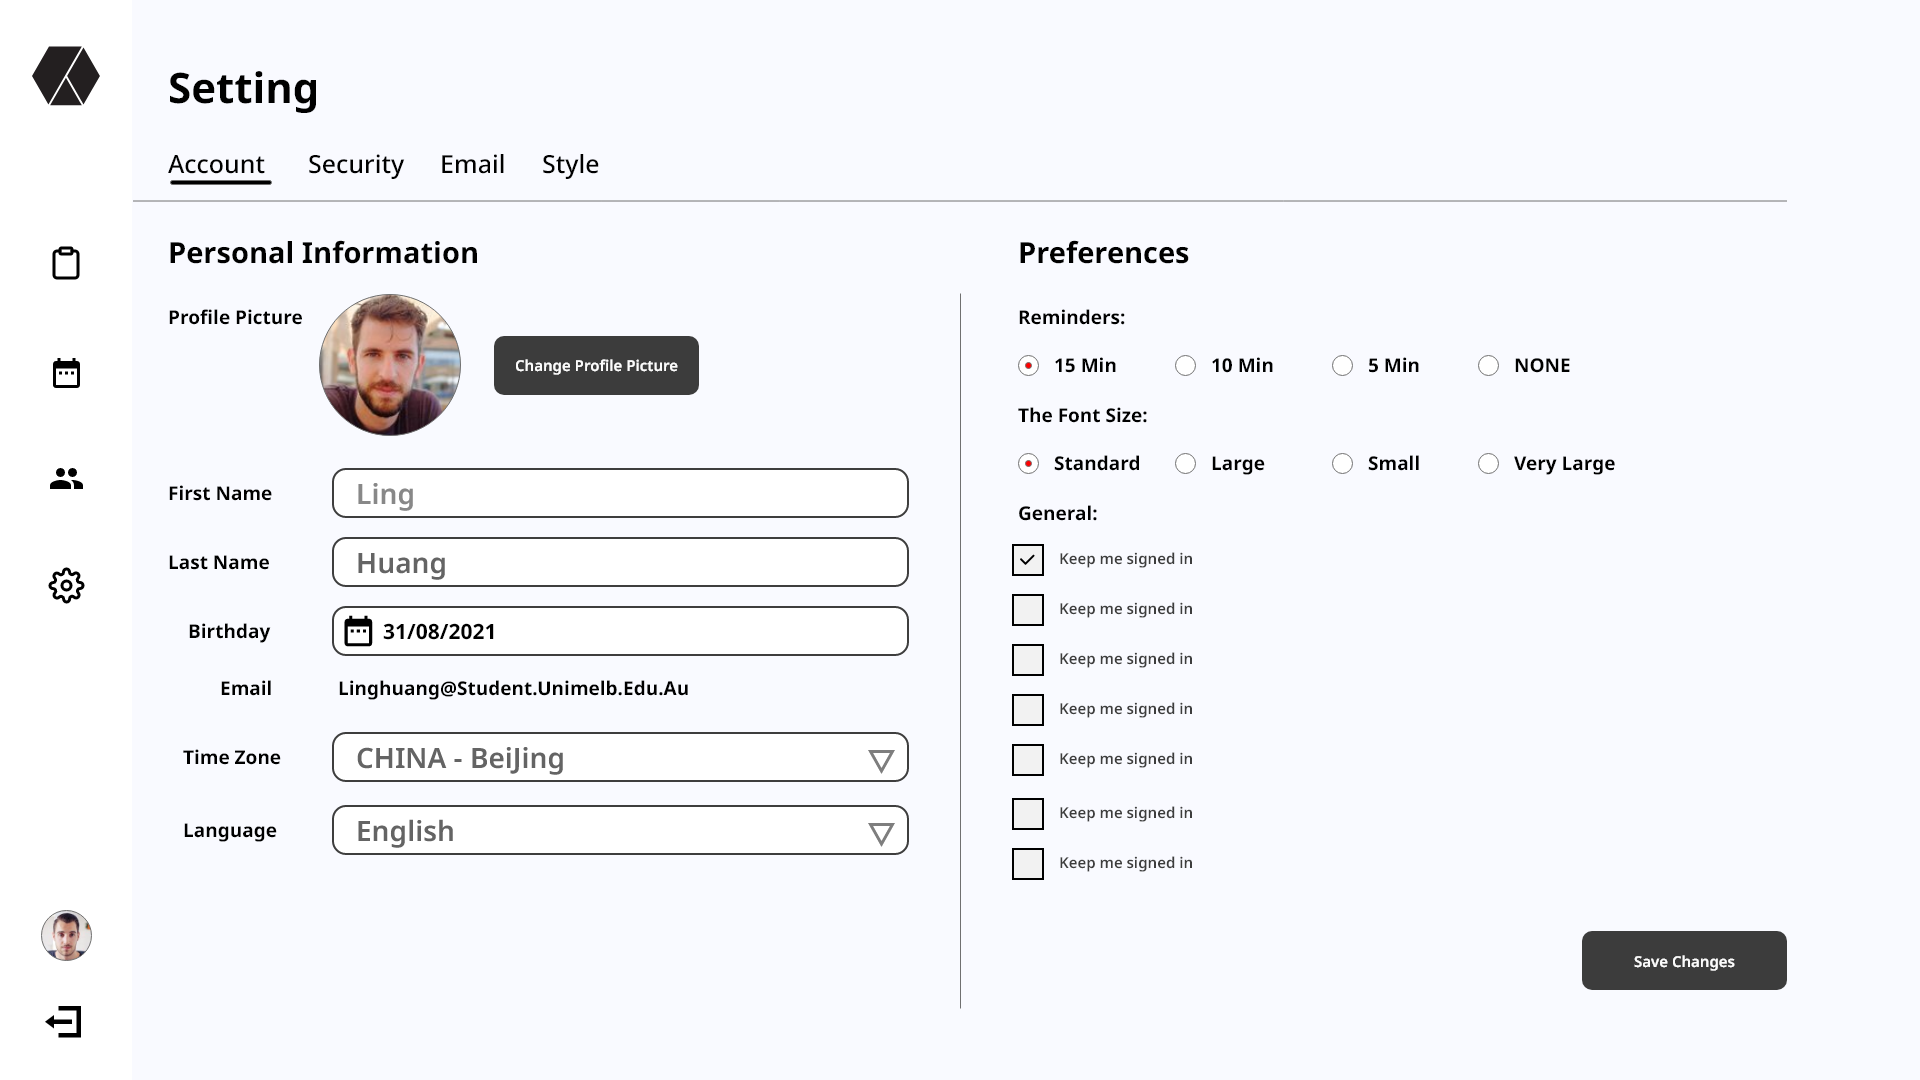 Setting
Account Security Email Style
Personal Information
Profile Picture
Change Profile Picture
First Name Ling
Last Name Huang
Birthday 31/08/2021
Email Linghuang@Student.Unimelb.Edu.Au
Time Zone CHINA - BeiJing
Language English
Preferences
Reminders:
15 Min 10 Min 5 Min NONE
The Font Size:
Standard Large Small Very Large
General:
Keep me signed in
Keep me signed in
Keep me signed in
Keep me signed in
Keep me signed in
Keep me signed in
Keep me signed in
Save Changes